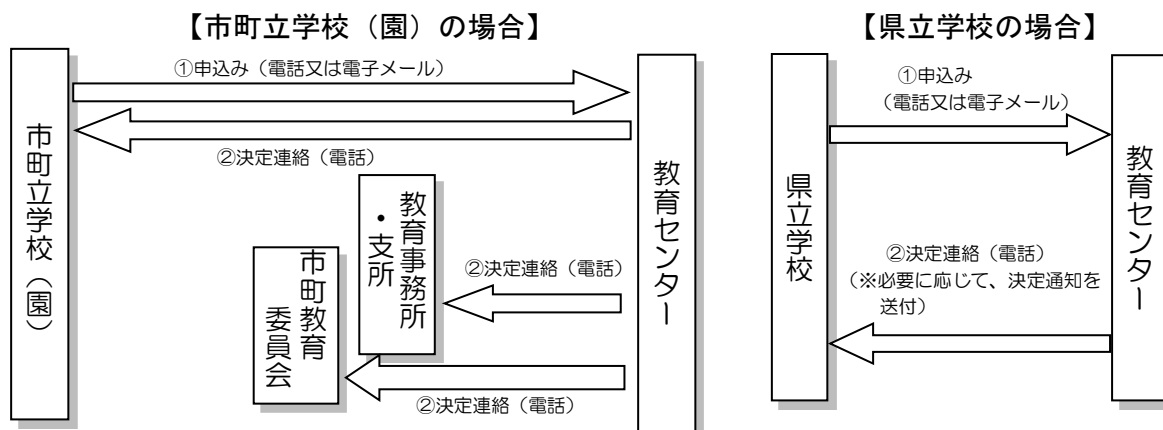 【市町立学校（園）の場合】
①申込み（電話又は電子メール）
②決定連絡（電話）
市町立学校（園）
教育事務所
・支所
市町教育
委員会
②決定連絡（電話）
②決定連絡（電話）
教育センター
【県立学校の場合】
①申込み
（電話又は電子メール）
県立学校
②決定連絡（電話）
（※必要に応じて、決定通知を
送付）
教育センター